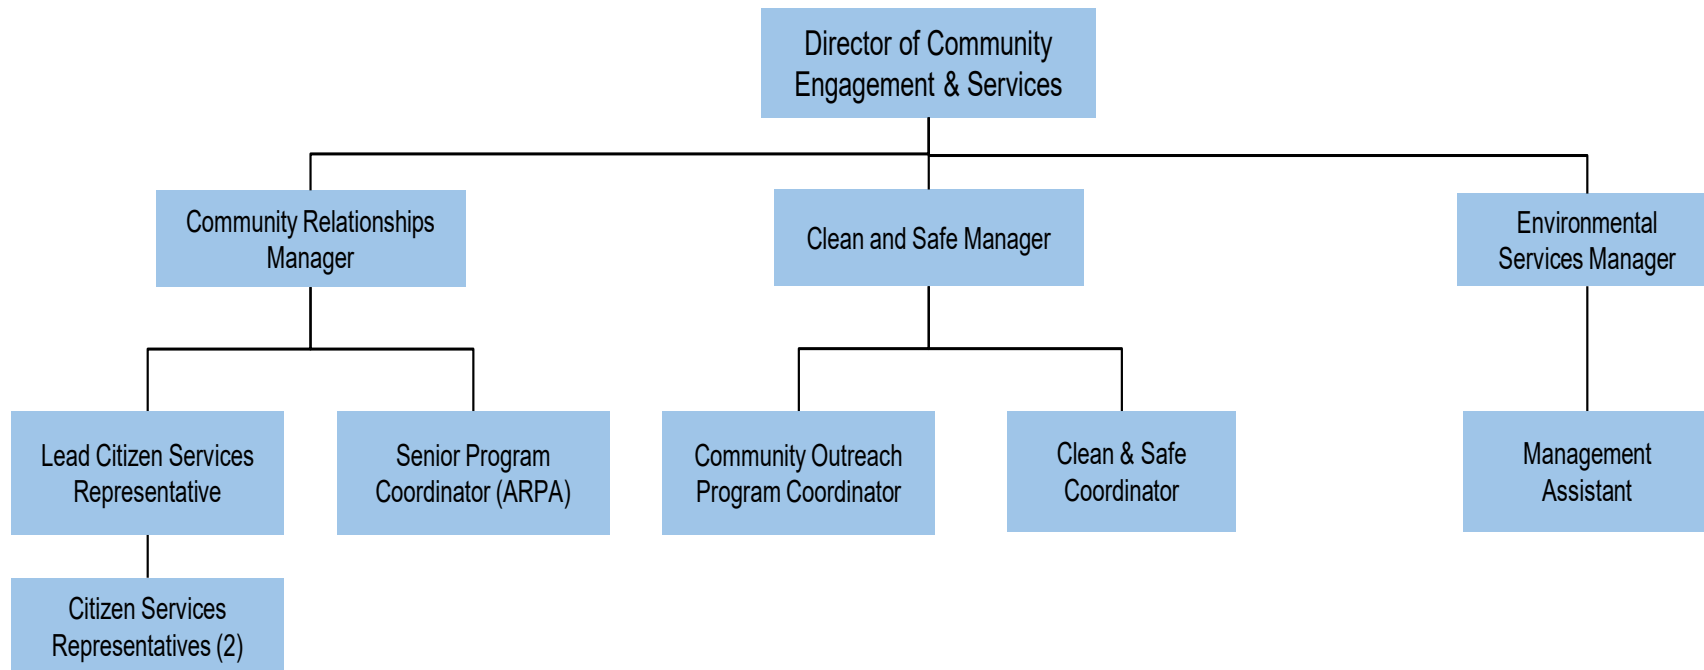 Director of Community
Engagement & Services
Community Relationships
Manager
Clean and Safe Manager
Environmental
Services Manager
Lead Citizen Services
Representative
Senior Program
Coordinator (ARPA)
Community Outreach
Program Coordinator
Clean & Safe
Coordinator
Management
Assistant
Citizen Services
Representatives (2)